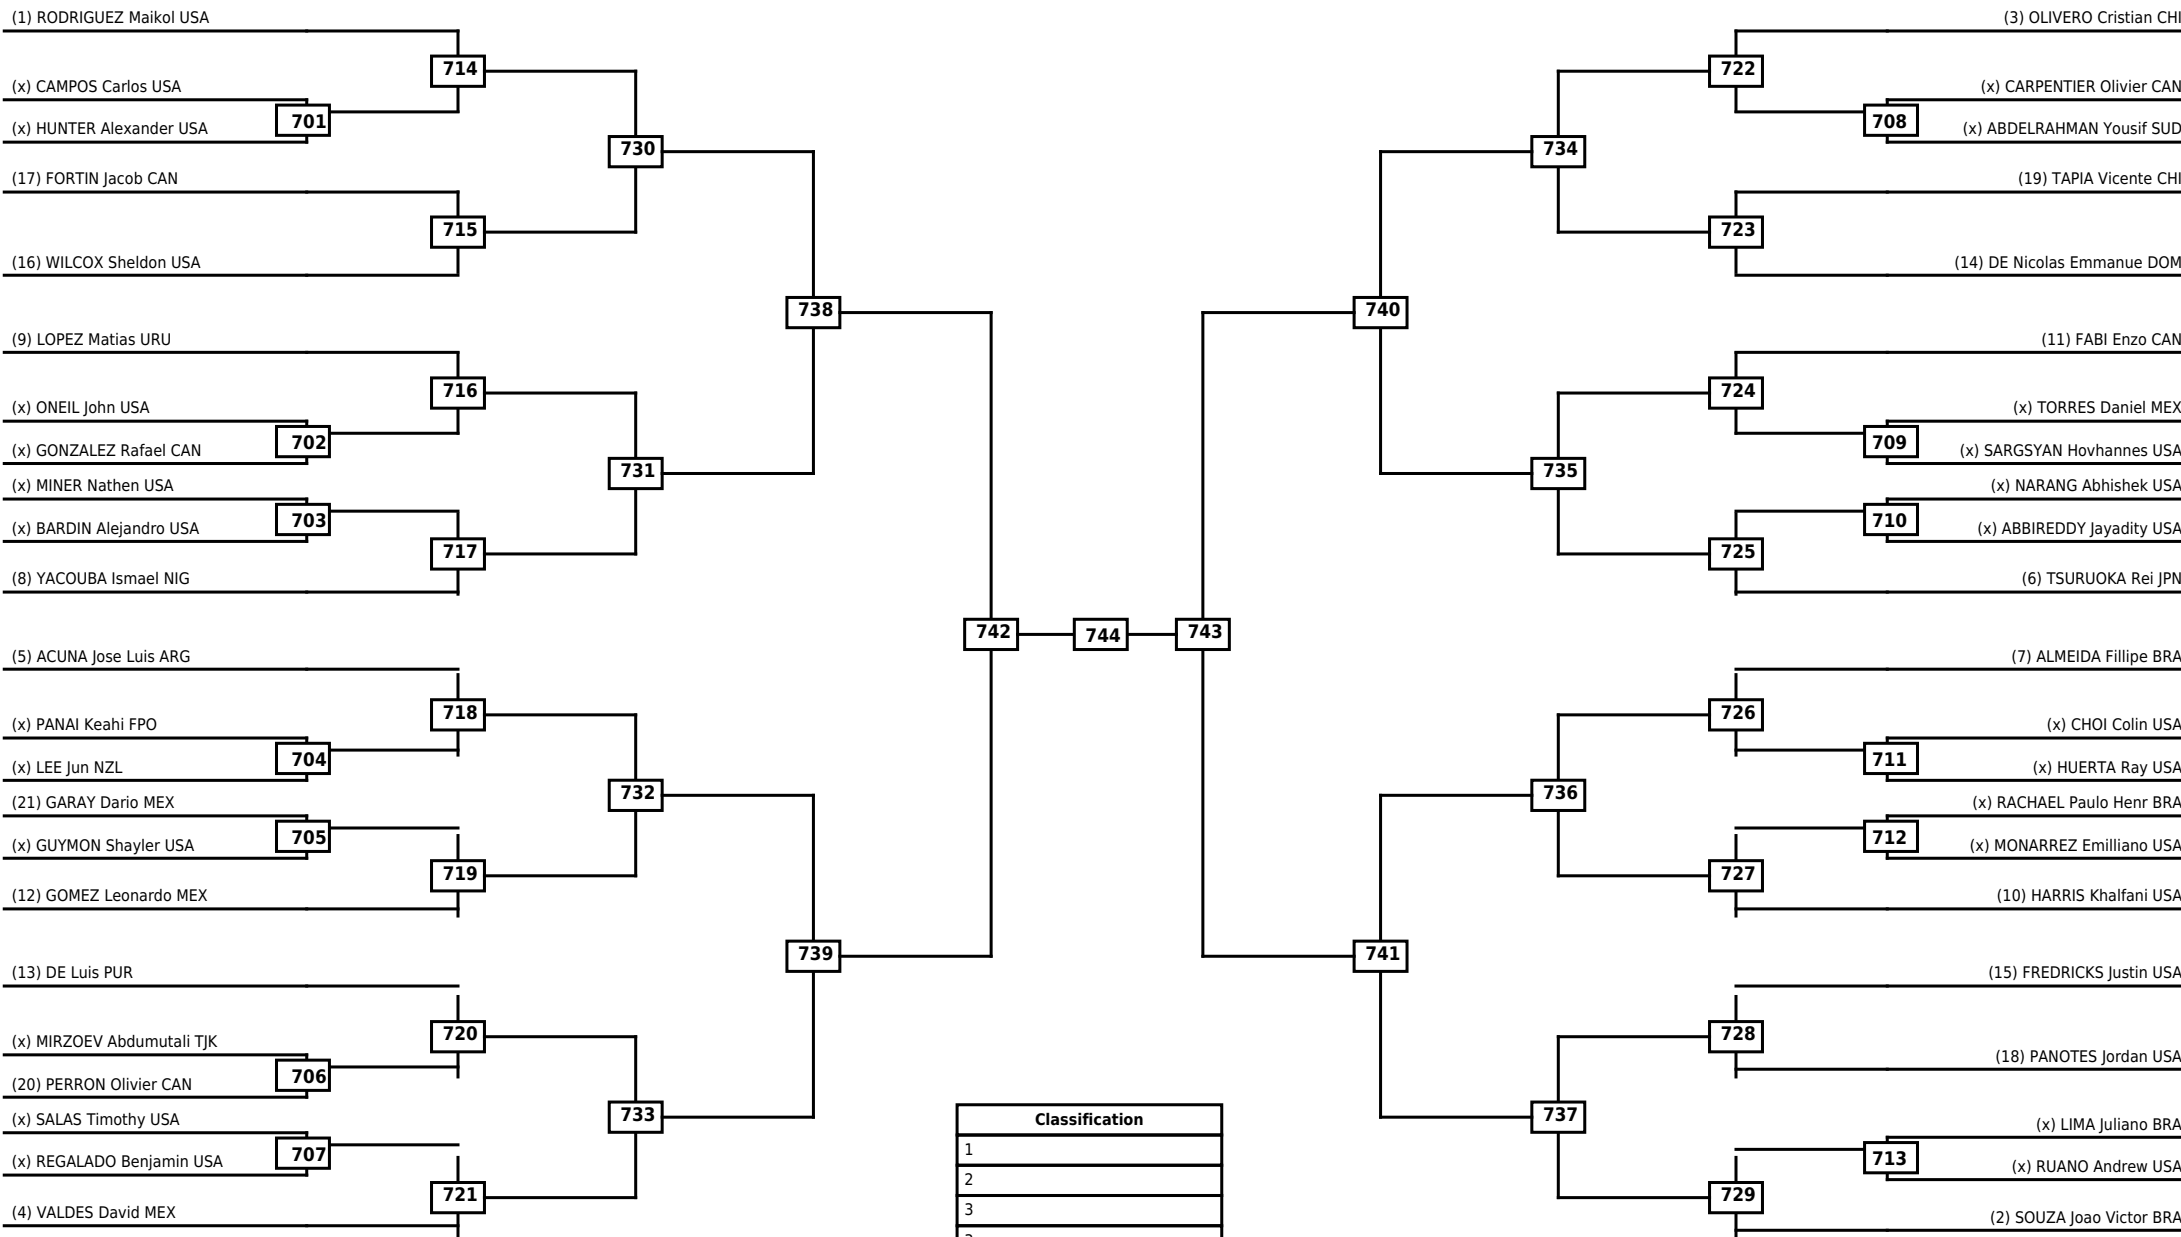 (1) RODRIGUEZ Maikol USA
714
(x) CAMPOS Carlos USA
701
(x) HUNTER Alexander USA
730
(17) FORTIN Jacob CAN
715
(16) WILCOX Sheldon USA
738
(9) LOPEZ Matias URU
716
(x) ONEIL John USA
702
(x) GONZALEZ Rafael CAN
731
(x) MINER Nathen USA
703
(x) BARDIN Alejandro USA
717
(8) YACOUBA Ismael NIG
742
744
743
(5) ACUNA Jose Luis ARG
718
(x) PANAI Keahi FPO
704
(x) LEE Jun NZL
732
(21) GARAY Dario MEX
705
(x) GUYMON Shayler USA
719
(12) GOMEZ Leonardo MEX
739
(13) DE Luis PUR
720
(x) MIRZOEV Abdumutali TJK
706
(20) PERRON Olivier CAN
733
(x) SALAS Timothy USA
707
(x) REGALADO Benjamin USA
721
(4) VALDES David MEX
(3) OLIVERO Cristian CHI
722
(x) CARPENTIER Olivier CAN
708
(x) ABDELRAHMAN Yousif SUD
734
(19) TAPIA Vicente CHI
723
(14) DE Nicolas Emmanue DOM
740
(11) FABI Enzo CAN
724
(x) TORRES Daniel MEX
709
(x) SARGSYAN Hovhannes USA
735
(x) NARANG Abhishek USA
710
(x) ABBIREDDY Jayadity USA
725
(6) TSURUOKA Rei JPN
(7) ALMEIDA Fillipe BRA
726
(x) CHOI Colin USA
711
(x) HUERTA Ray USA
736
(x) RACHAEL Paulo Henr BRA
712
(x) MONARREZ Emilliano USA
727
(10) HARRIS Khalfani USA
741
(15) FREDRICKS Justin USA
728
(18) PANOTES Jordan USA
737
(x) LIMA Juliano BRA
713
(x) RUANO Andrew USA
729
(2) SOUZA Joao Victor BRA
Classification
1
2
3